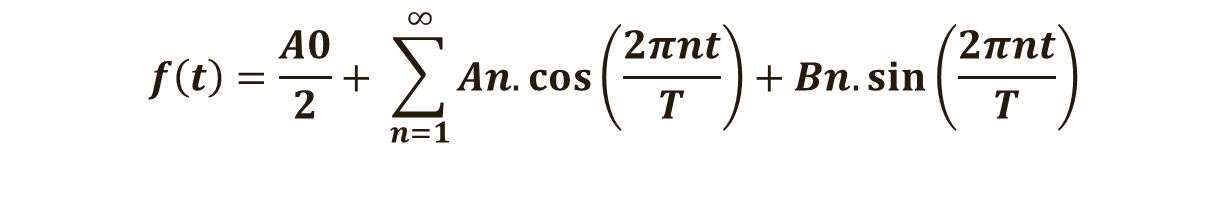 f(t) = A0/2 + ∑_{n=1}^{∞} An. cos(2πnt/T) + Bn. sin(2πnt/T)